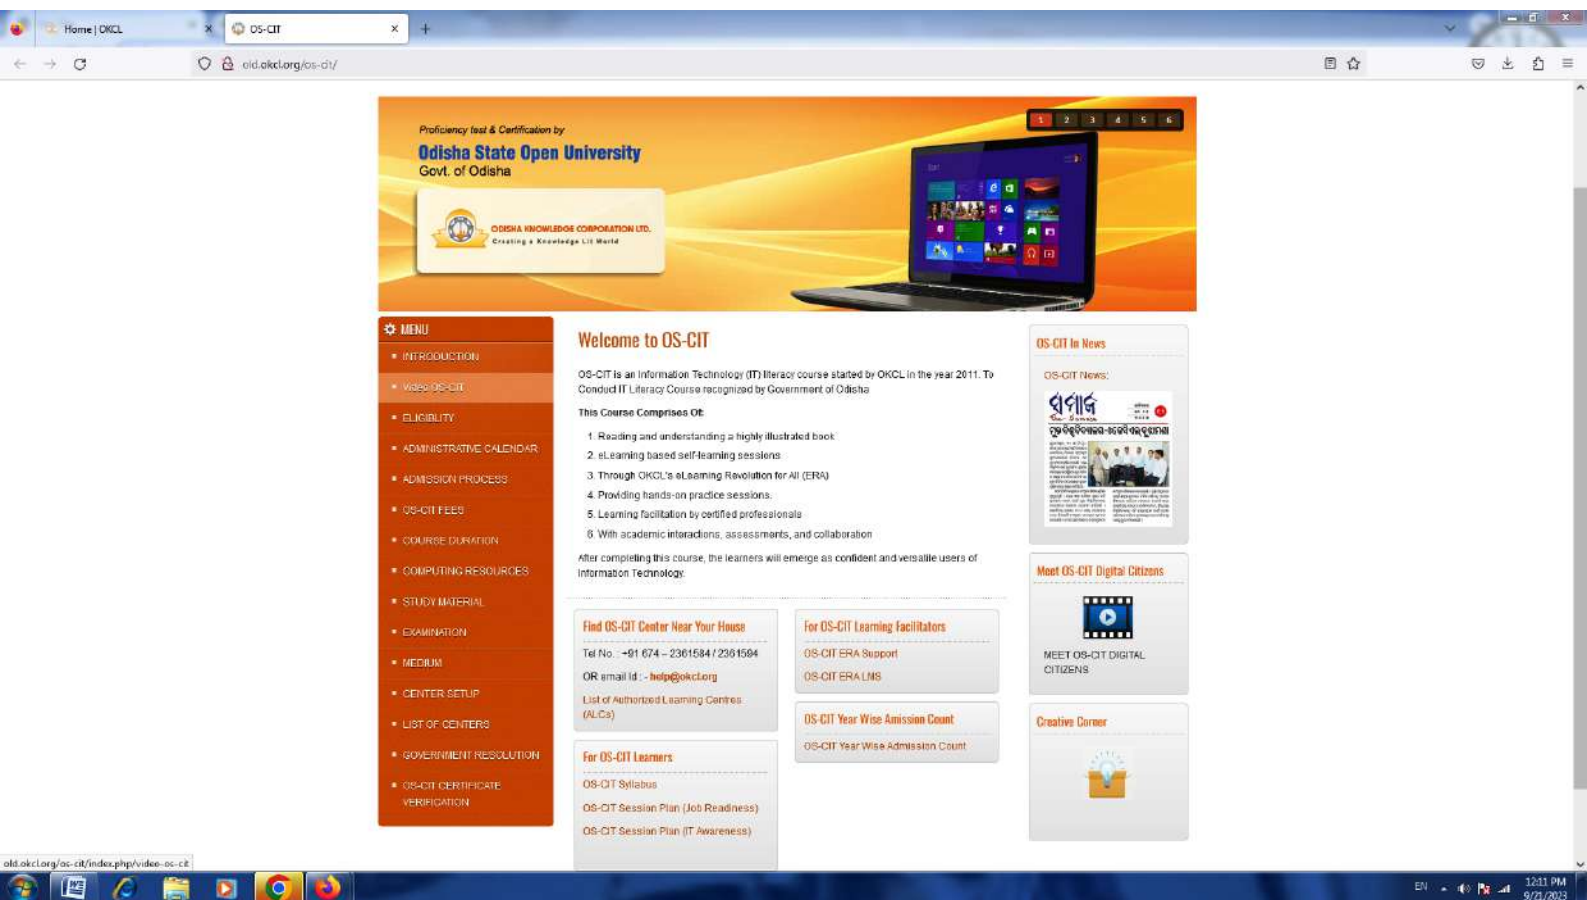 Home | OKCL
OS-CIT
old.okcl.org/os-cit/
Proficiency test & Certification by
Odisha State Open University
Govt. of Odisha
ODISHA KNOWLEDGE CORPORATION LTD.
Creating a Knowledge Lit World
1 2 3 4 5 6
Start
MENU
INTRODUCTION
Video OS-CIT
ELIGIBLITY
ADMINISTRATIVE CALENDAR
ADMISSION PROCESS
OS-CIT FEES
COURSE DURATION
COMPUTING RESOURCES
STUDY MATERIAL
EXAMINATION
MEDIUM
CENTER SETUP
LIST OF CENTERS
GOVERNMENT RESOLUTION
OS-CIT CERTIFICATE
VERIFICATION
Welcome to OS-CIT
OS-CIT is an Information Technology (IT) literacy course started by OKCL in the year 2011. To
Conduct IT Literacy Course recognized by Government of Odisha
This Course Comprises Of:
1. Reading and understanding a highly illustrated book
2. eLearning based self-learning sessions
3. Through OKCL's eLearning Revolution for All (ERA)
4. Providing hands-on practice sessions.
5. Learning facilitation by certified professionals
6. With academic interactions, assessments, and collaboration
After completing this course, the learners will emerge as confident and versatile users of
Information Technology.
Find OS-CIT Center Near Your House
Tel No. : +91 674 – 2361584 / 2361594
OR email Id : - help@okcl.org
List of Authorized Learning Centres
(ALCs)
For OS-CIT Learners
OS-CIT Syllabus
OS-CIT Session Plan (Job Readiness)
OS-CIT Session Plan (IT Awareness)
For OS-CIT Learning Facilitators
OS-CIT ERA Support
OS-CIT ERA LMS
OS-CIT Year Wise Amission Count
OS-CIT Year Wise Admission Count
OS-CIT In News
OS-CIT News:
ସମାଜ
Meet OS-CIT Digital Citizens
MEET OS-CIT DIGITAL
CITIZENS
Creative Corner
old.okcl.org/os-cit/index.php/video-os-cit
EN
12:11 PM
9/21/2023